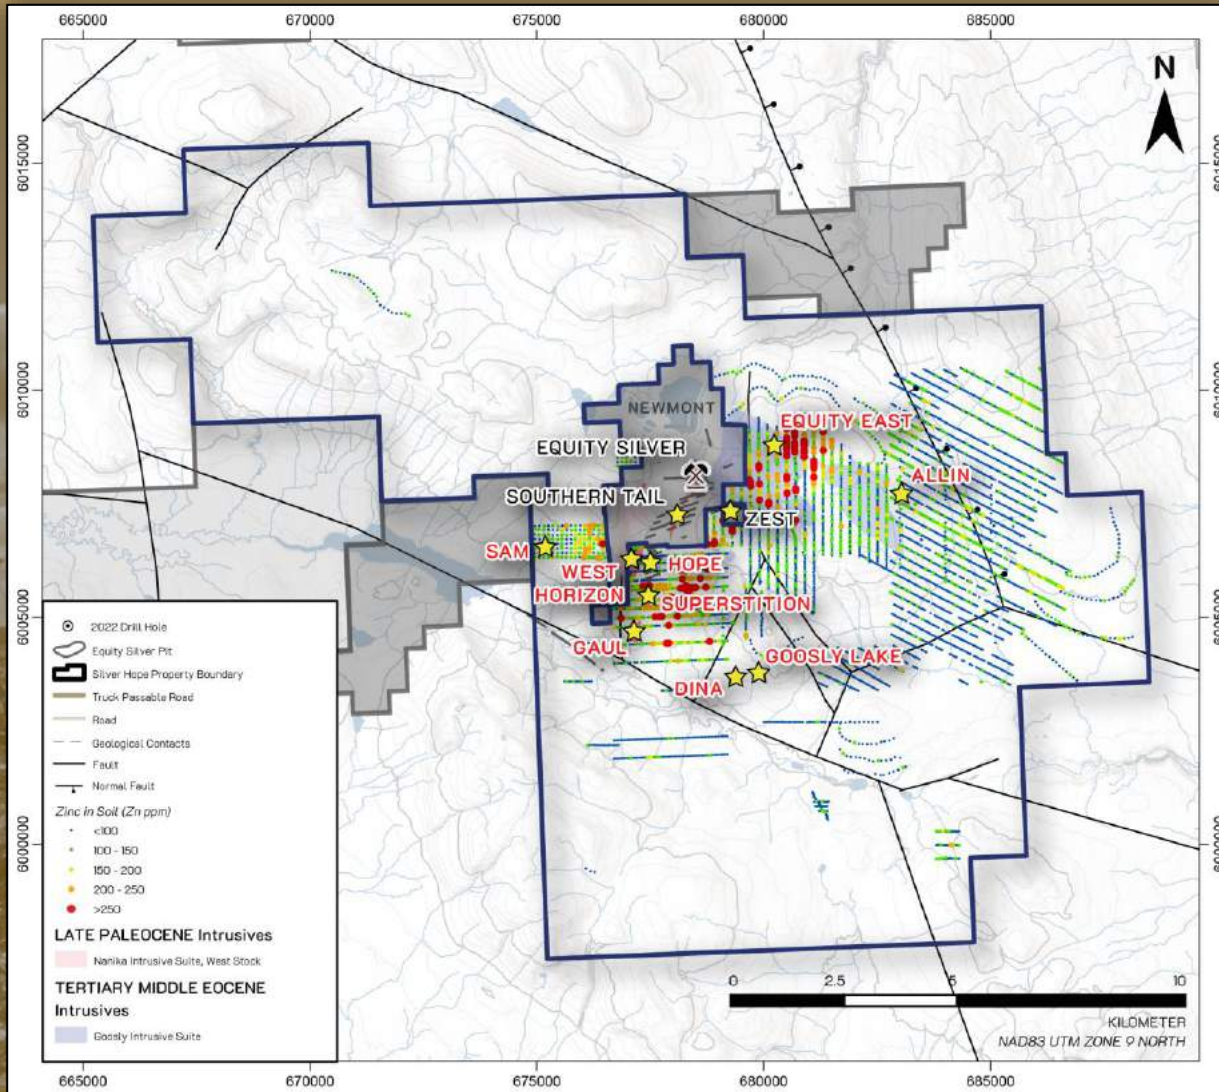 665000 670000 675000 680000 685000
N
6015000 6015000
6010000 6010000
6005000 6005000
6000000 6000000
NEWMONT
EQUITY EAST
EQUITY SILVER
ALLIN
SOUTHERN TAIL
ZEST
SAM
WEST HOPE
HORIZON SUPERSTITION
GAUL GOOSLY LAKE
DINA
2022 Drill Hole
Equity Silver Pit
Silver Hope Property Boundary
Truck Passable Road
Road
Geological Contacts
Fault
Normal Fault
Zinc in Soil (Zn ppm)
<100
100 - 150
150 - 200
200 - 250
>250
LATE PALEOCENE Intrusives
Nanika Intrusive Suite, West Stock
TERTIARY MIDDLE EOCENE
Intrusives
Goosly Intrusive Suite
0 2.5 5 10
KILOMETER
NAD83 UTM ZONE 9 NORTH
665000 670000 675000 680000 685000